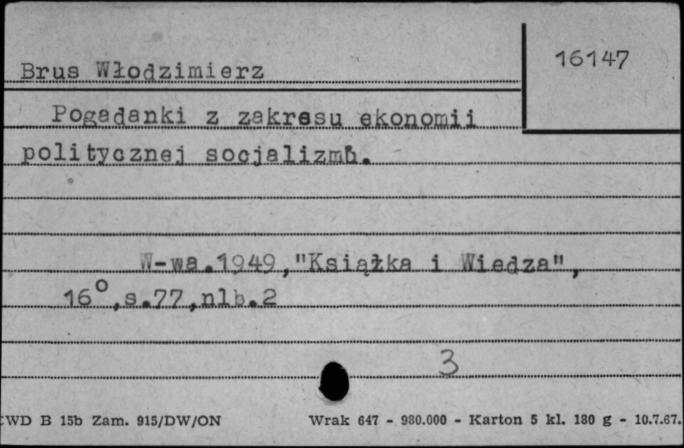 16147
Brus Włodzimierz
Pogadanki z zakresu ekonomii
politycznej socjalizmu.
W-wa.1949,"Książka i Wiedza",
16°,s.77,nlb.2
3
CWD B 15b Zam. 915/DW/ON Wrak 647 - 980.000 - Karton 5 kl. 180 g - 10.7.67.